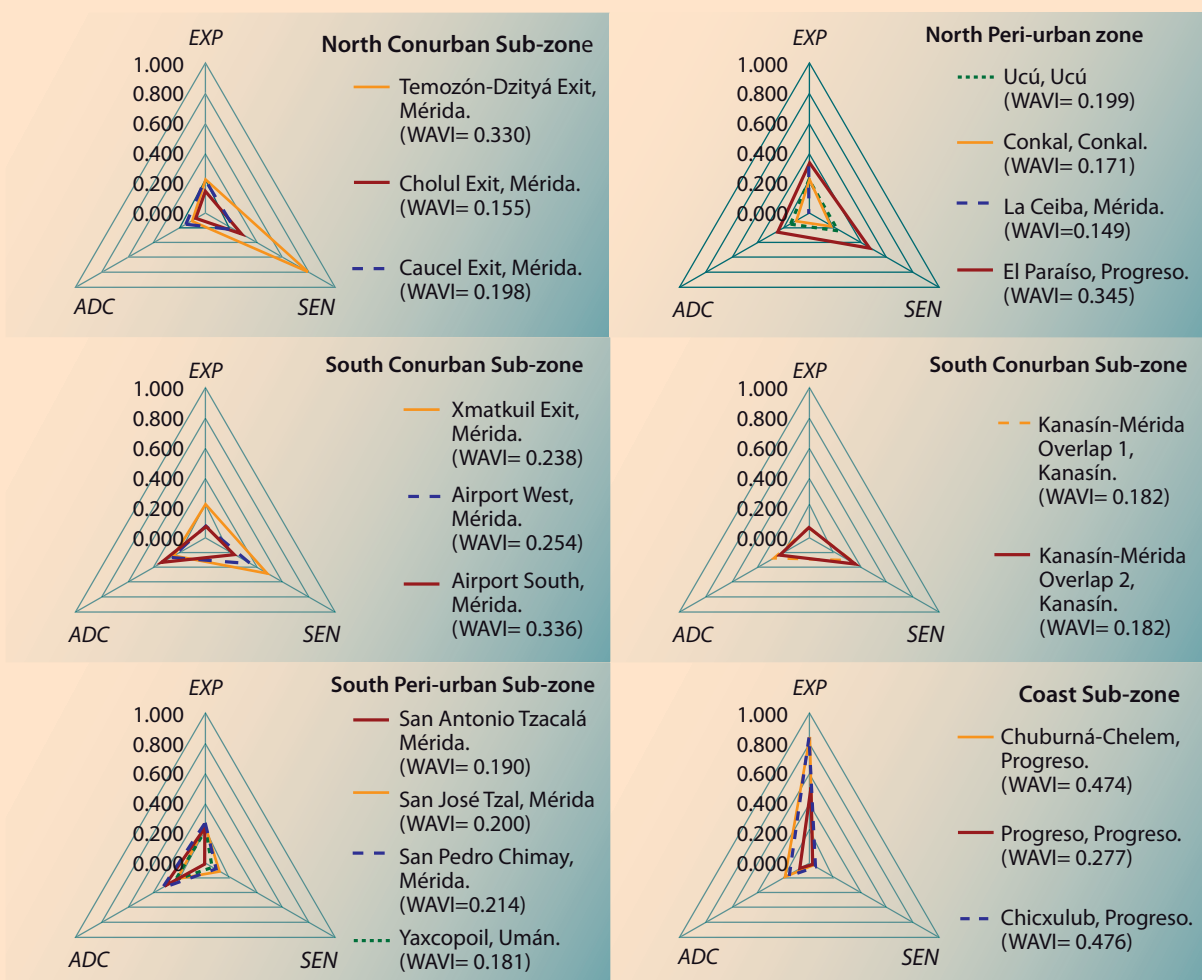 North Conurban Sub-zone
EXP
1.000
0.800
0.600
0.400
0.200
0.000
ADC
SEN
Temozón-Dzityá Exit,
Mérida.
(WAVI= 0.330)
Cholul Exit, Mérida.
(WAVI= 0.155)
Caucel Exit, Mérida.
(WAVI= 0.198)
North Peri-urban zone
EXP
1.000
0.800
0.600
0.400
0.200
0.000
ADC
SEN
Ucú, Ucú
(WAVI= 0.199)
Conkal, Conkal.
(WAVI= 0.171)
La Ceiba, Mérida.
(WAVI=0.149)
El Paraíso, Progreso.
(WAVI= 0.345)
South Conurban Sub-zone
EXP
1.000
0.800
0.600
0.400
0.200
0.000
ADC
SEN
Xmatkuil Exit,
Mérida.
(WAVI= 0.238)
Airport West,
Mérida.
(WAVI= 0.254)
Airport South,
Mérida.
(WAVI= 0.336)
South Conurban Sub-zone
EXP
1.000
0.800
0.600
0.400
0.200
0.000
ADC
SEN
Kanasín-Mérida
Overlap 1,
Kanasín.
(WAVI= 0.182)
Kanasín-Mérida
Overlap 2,
Kanasín.
(WAVI= 0.182)
South Peri-urban Sub-zone
EXP
1.000
0.800
0.600
0.400
0.200
0.000
ADC
SEN
San Antonio Tzacalá
Mérida.
(WAVI= 0.190)
San José Tzal, Mérida
(WAVI= 0.200)
San Pedro Chimay,
Mérida.
(WAVI=0.214)
Yaxcopoil, Umán.
(WAVI= 0.181)
Coast Sub-zone
EXP
1.000
0.800
0.600
0.400
0.200
0.000
ADC
SEN
Chuburná-Chelem,
Progreso.
(WAVI= 0.474)
Progreso, Progreso.
(WAVI= 0.277)
Chicxulub, Progreso.
(WAVI= 0.476)